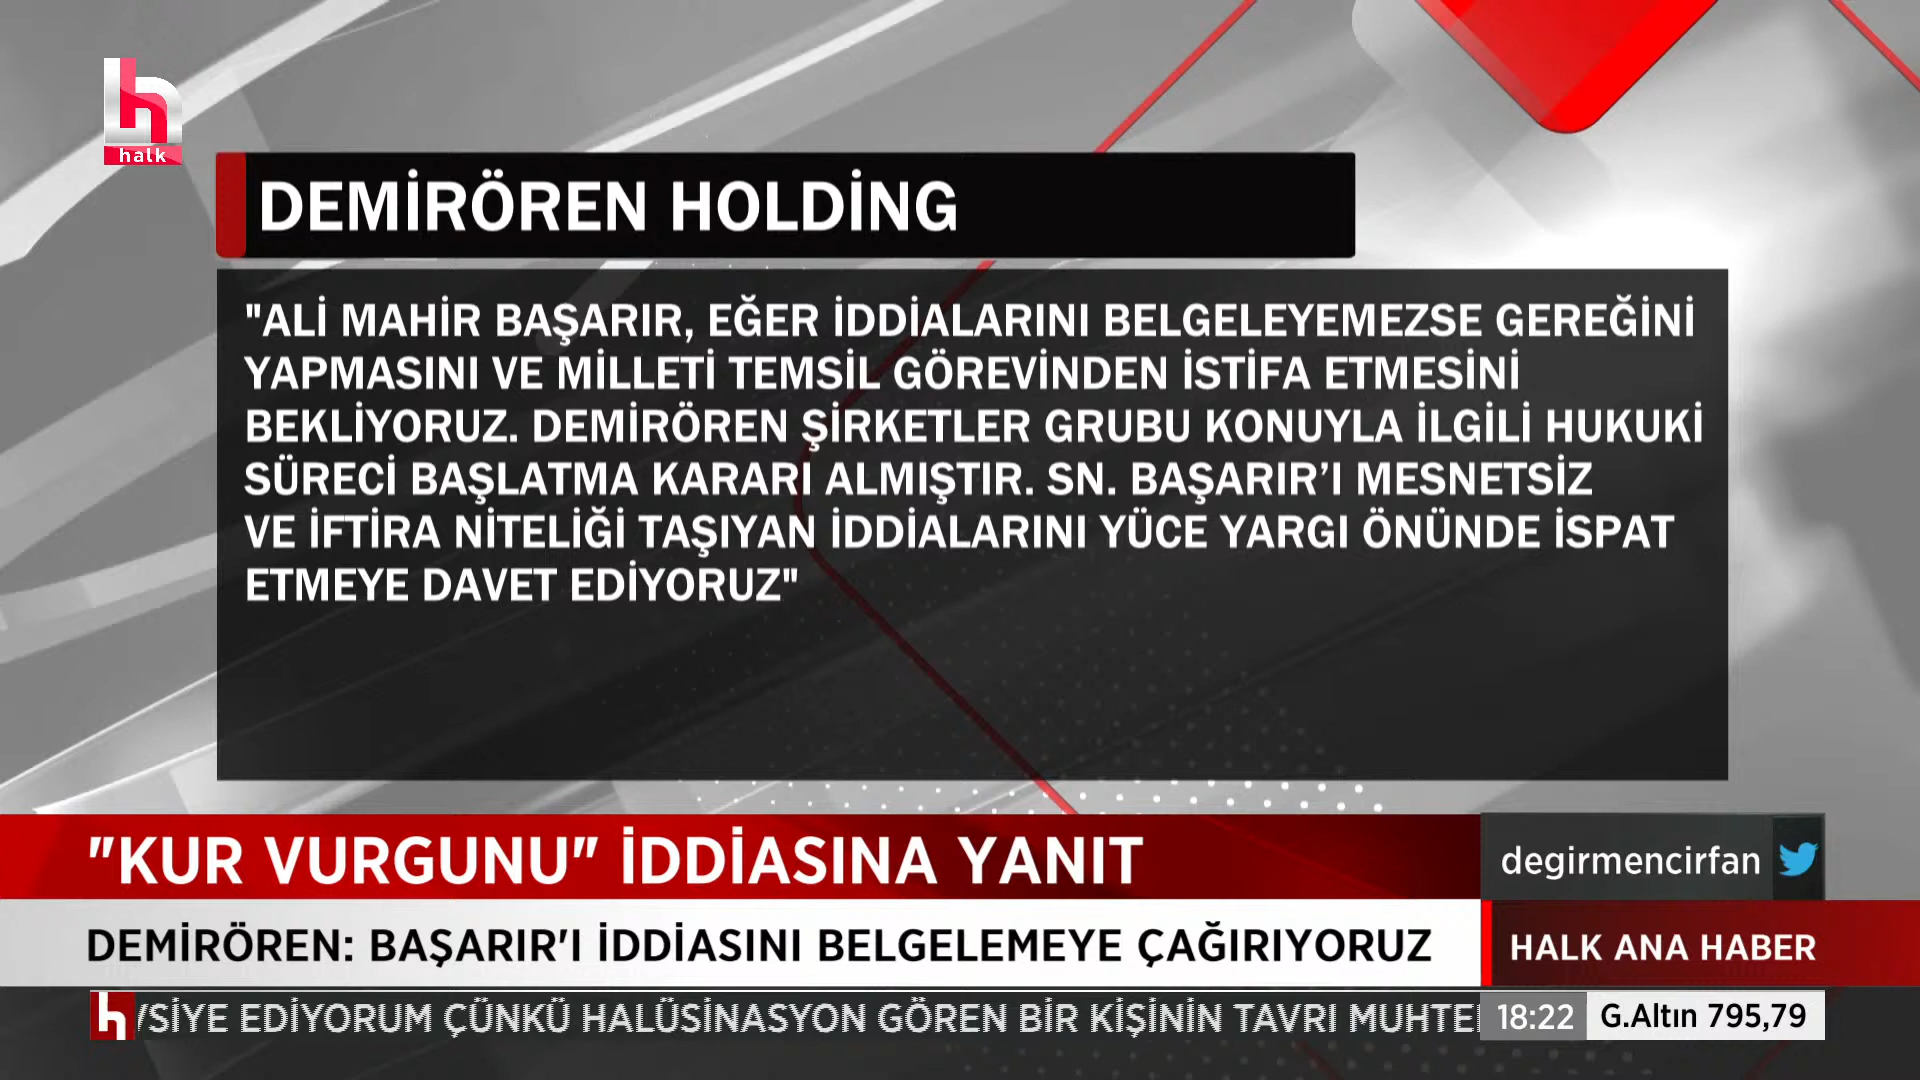 halk
DEMİRÖREN HOLDİNG
"ALİ MAHİR BAŞARIR, EĞER İDDİALARINI BELGELEYEMEZSE GEREĞİNİ
YAPMASINI VE MİLLETİ TEMSİL GÖREVİNDEN İSTİFA ETMESİNİ
BEKLİYORUZ. DEMİRÖREN ŞİRKETLER GRUBU KONUYLA İLGİLİ HUKUKİ
SÜRECİ BAŞLATMA KARARI ALMIŞTIR. SN. BAŞARIR’I MESNETSİZ
VE İFTİRA NİTELİĞİ TAŞIYAN İDDİALARINI YÜCE YARGI ÖNÜNDE İSPAT
ETMEYE DAVET EDİYORUZ"
"KUR VURGUNU" İDDİASINA YANIT
degirmencirfan
DEMİRÖREN: BAŞARIR'I İDDİASINI BELGELEMEYE ÇAĞIRIYORUZ
HALK ANA HABER
EDİYORUM ÇÜNKÜ HALÜSİNASYON GÖREN BİR KİŞİNİN TAVRI
18:22 G.Altın 795,79